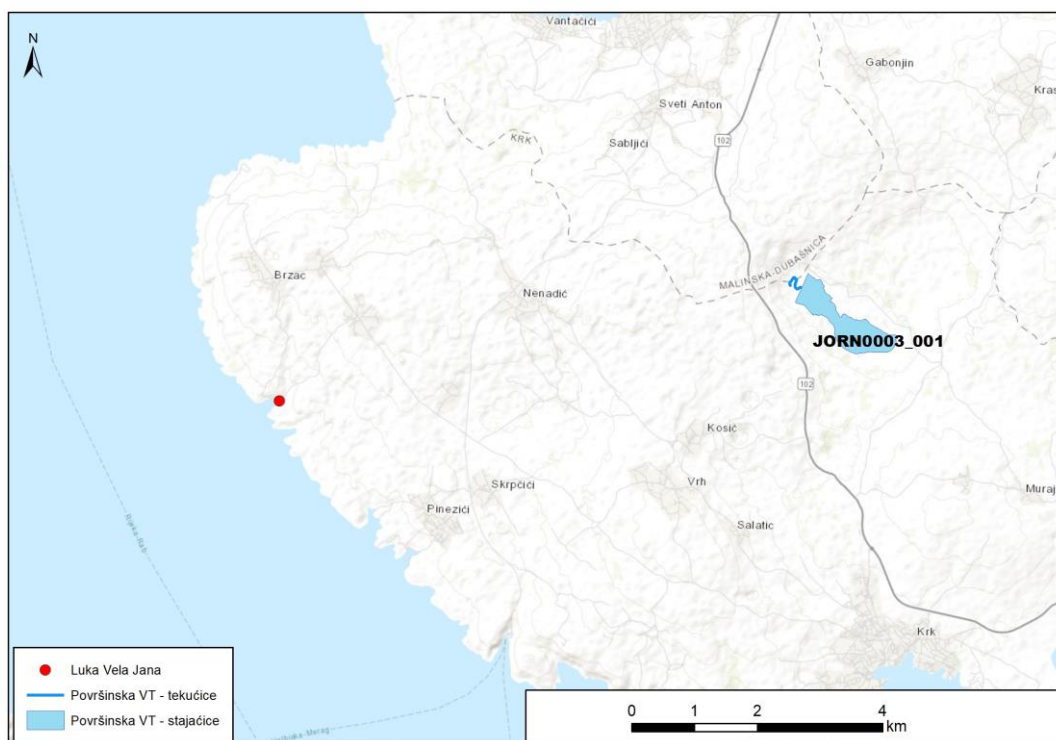 Vantačići
N
Gabonjin
Kras
Sveti Anton
KRK
Sabljići
102
MALINSKA-DUBAŠNICA
Brzac
Nenadić
JORN0003_001
102
Kosić
Skrpčići
Vrh
Muraj
Pinezići
Salatic
Krk
Luka Vela Jana
Površinska VT - tekućice
Površinska VT - stajaćice
0 1 2 4
km